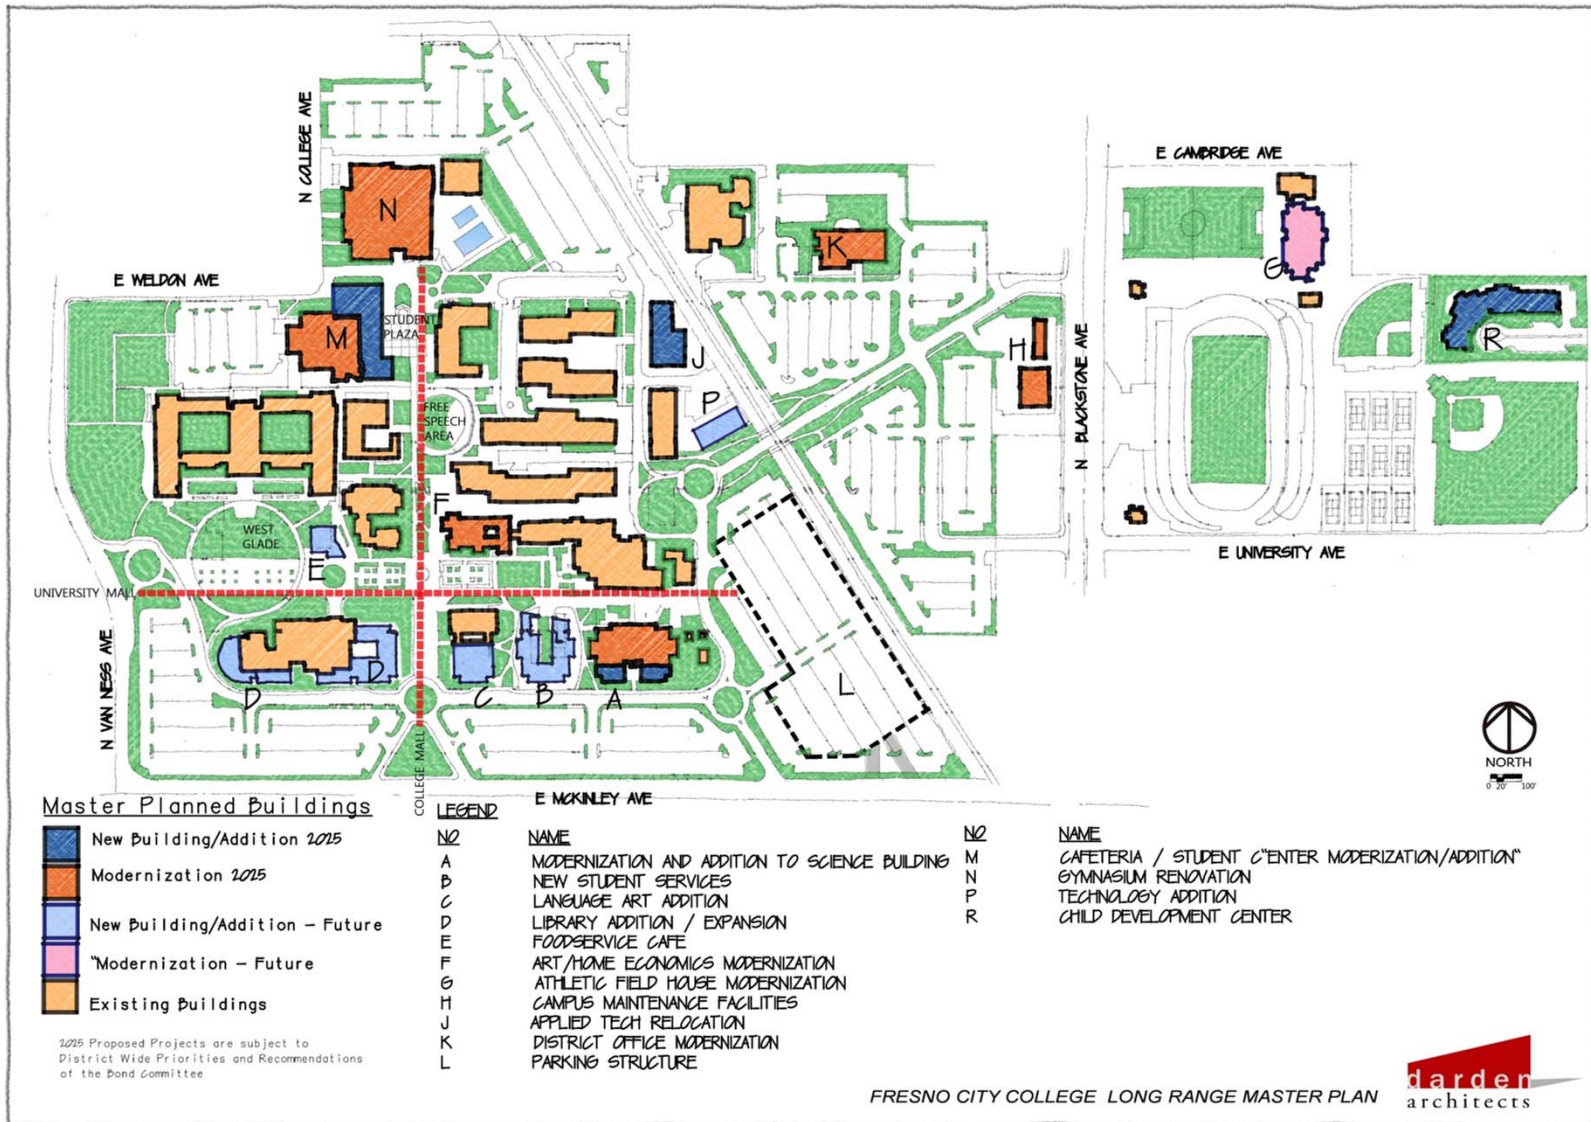 N COLLEGE AVE
E CAMBRIDGE AVE
N
K
G
E WELDON AVE
STUDENT
PLAZA
M
J
H
R
N BLACKSTONE AVE
FREE
SPEECH
AREA
P
F
WEST
GLADE
E
E UNIVERSITY AVE
UNIVERSITY MALL
N VAN NESS AVE
D
D
C
B
A
L
COLLEGE MALL
NORTH
0 20' 100'
E MCKINLEY AVE
Master Planned Buildings
New Building/Addition 2025
Modernization 2025
New Building/Addition - Future
"Modernization - Future
Existing Buildings
2025 Proposed Projects are subject to
District Wide Priorities and Recommendations
of the Bond Committee
LEGEND
NO NAME
A MODERNIZATION AND ADDITION TO SCIENCE BUILDING
B NEW STUDENT SERVICES
C LANGUAGE ART ADDITION
D LIBRARY ADDITION / EXPANSION
E FOODSERVICE CAFE
F ART/HOME ECONOMICS MODERNIZATION
G ATHLETIC FIELD HOUSE MODERNIZATION
H CAMPUS MAINTENANCE FACILITIES
J APPLIED TECH RELOCATION
K DISTRICT OFFICE MODERNIZATION
L PARKING STRUCTURE
NO NAME
M CAFETERIA / STUDENT C"ENTER MODERIZATION/ADDITION"
N GYMNASIUM RENOVATION
P TECHNOLOGY ADDITION
R CHILD DEVELOPMENT CENTER
FRESNO CITY COLLEGE LONG RANGE MASTER PLAN
darden
architects